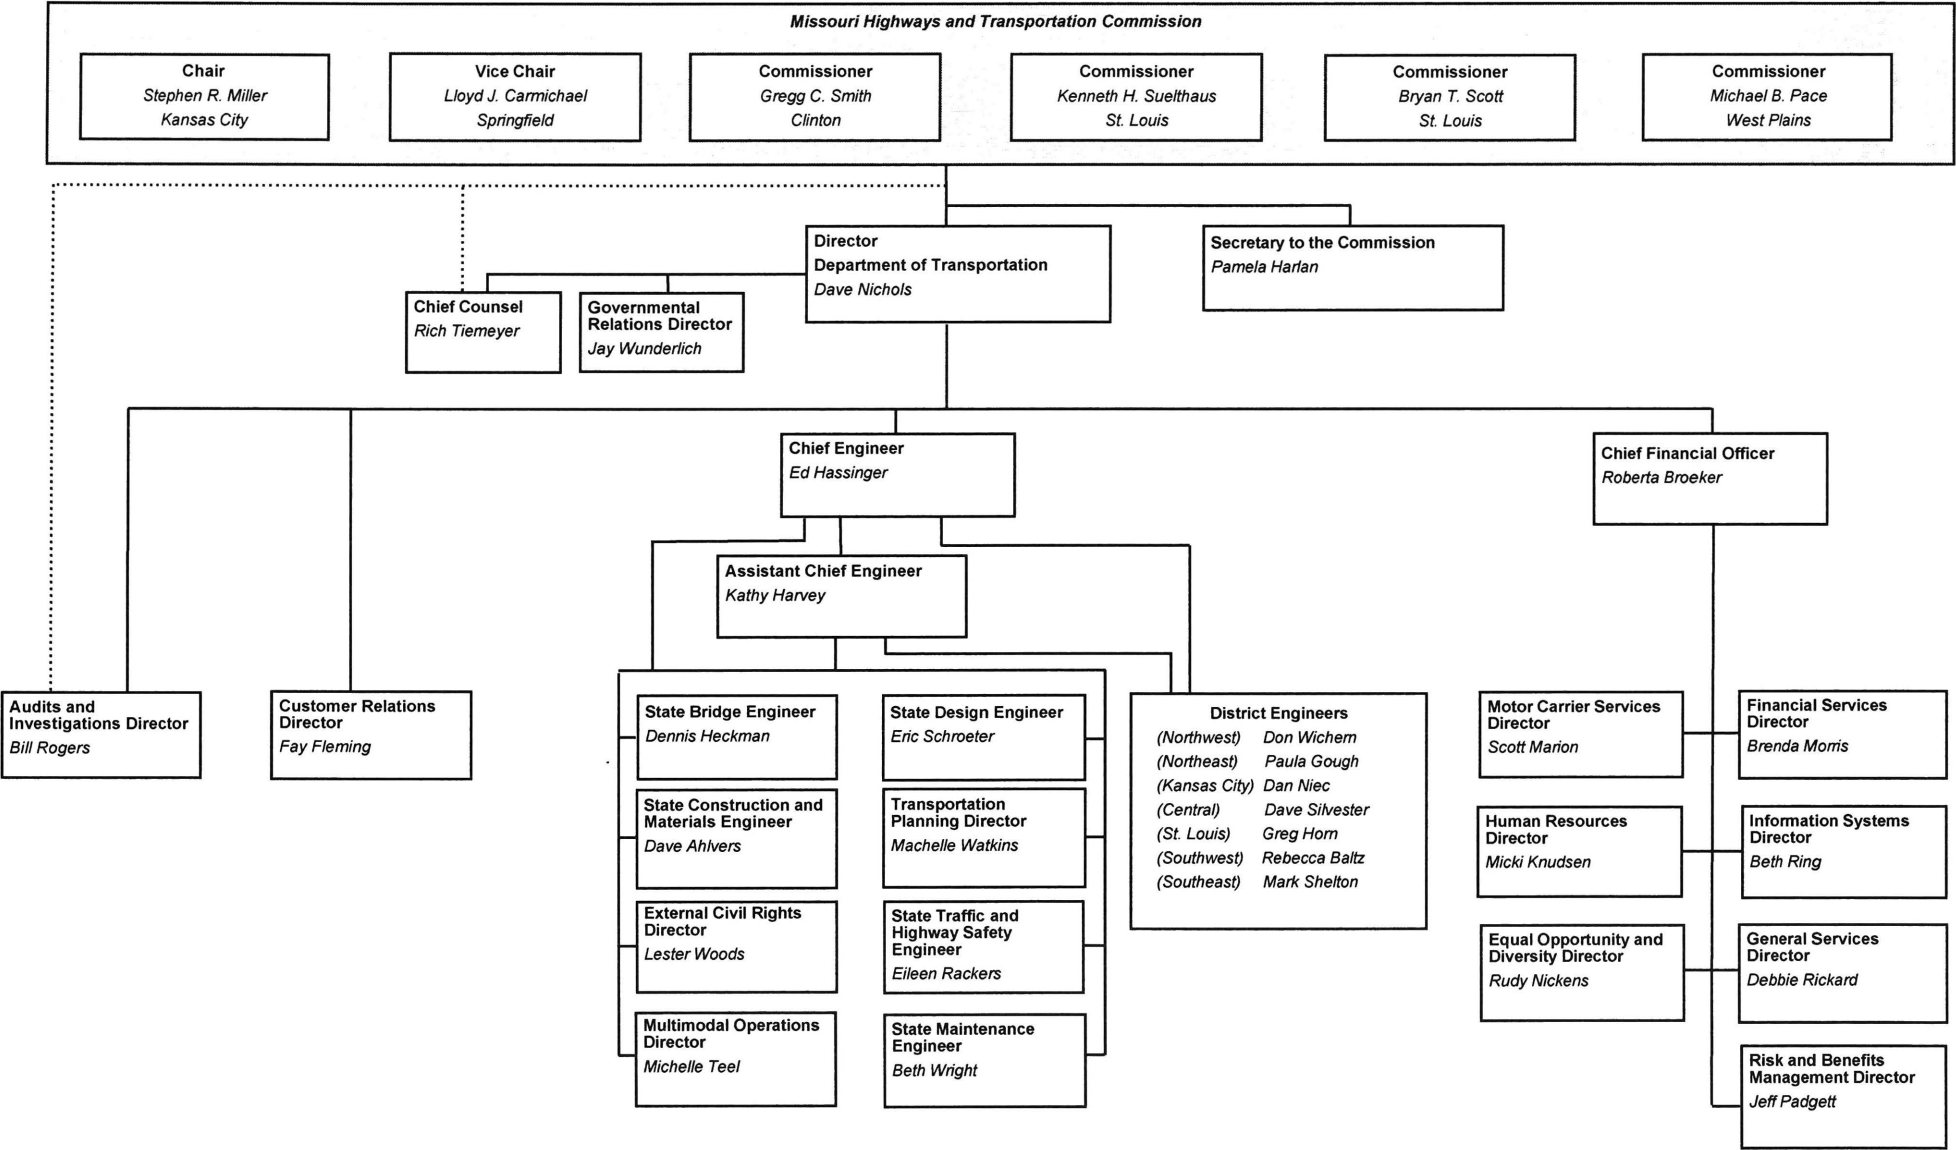 Missouri Highways and Transportation Commission
Chair
Stephen R. Miller
Kansas City
Vice Chair
Lloyd J. Carmichael
Springfield
Commissioner
Gregg C. Smith
Clinton
Commissioner
Kenneth H. Suelthaus
St. Louis
Commissioner
Bryan T. Scott
St. Louis
Commissioner
Michael B. Pace
West Plains
Director
Department of Transportation
Dave Nichols
Secretary to the Commission
Pamela Harlan
Chief Counsel
Rich Tiemeyer
Governmental
Relations Director
Jay Wunderlich
Chief Engineer
Ed Hassinger
Chief Financial Officer
Roberta Broeker
Assistant Chief Engineer
Kathy Harvey
Audits and
Investigations Director
Bill Rogers
Customer Relations
Director
Fay Fleming
State Bridge Engineer
Dennis Heckman
State Design Engineer
Eric Schroeter
State Construction and
Materials Engineer
Dave Ahlvers
Transportation
Planning Director
Machelle Watkins
External Civil Rights
Director
Lester Woods
State Traffic and
Highway Safety
Engineer
Eileen Rackers
Multimodal Operations
Director
Michelle Teel
State Maintenance
Engineer
Beth Wright
District Engineers
(Northwest) Don Wichern
(Northeast) Paula Gough
(Kansas City) Dan Niec
(Central) Dave Silvester
(St. Louis) Greg Horn
(Southwest) Rebecca Baltz
(Southeast) Mark Shelton
Motor Carrier Services
Director
Scott Marion
Financial Services
Director
Brenda Morris
Human Resources
Director
Micki Knudsen
Information Systems
Director
Beth Ring
Equal Opportunity and
Diversity Director
Rudy Nickens
General Services
Director
Debbie Rickard
Risk and Benefits
Management Director
Jeff Padgett